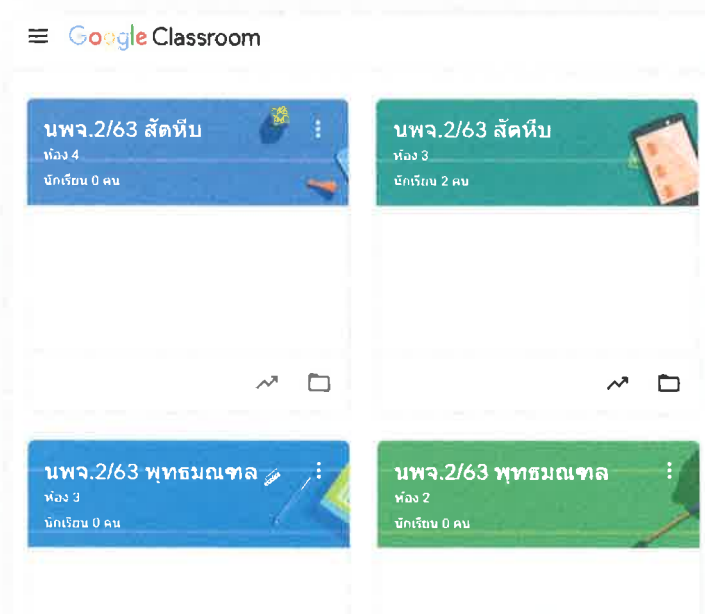 Google Classroom
นพจ.2/63 สัตหีบ
ห้อง 4
นักเรียน 0 คน
นพจ.2/63 สัตหีบ
ห้อง 3
นักเรียน 2 คน
นพจ.2/63 พุทธมณฑล
ห้อง 3
นักเรียน 0 คน
นพจ.2/63 พุทธมณฑล
ห้อง 2
นักเรียน 0 คน